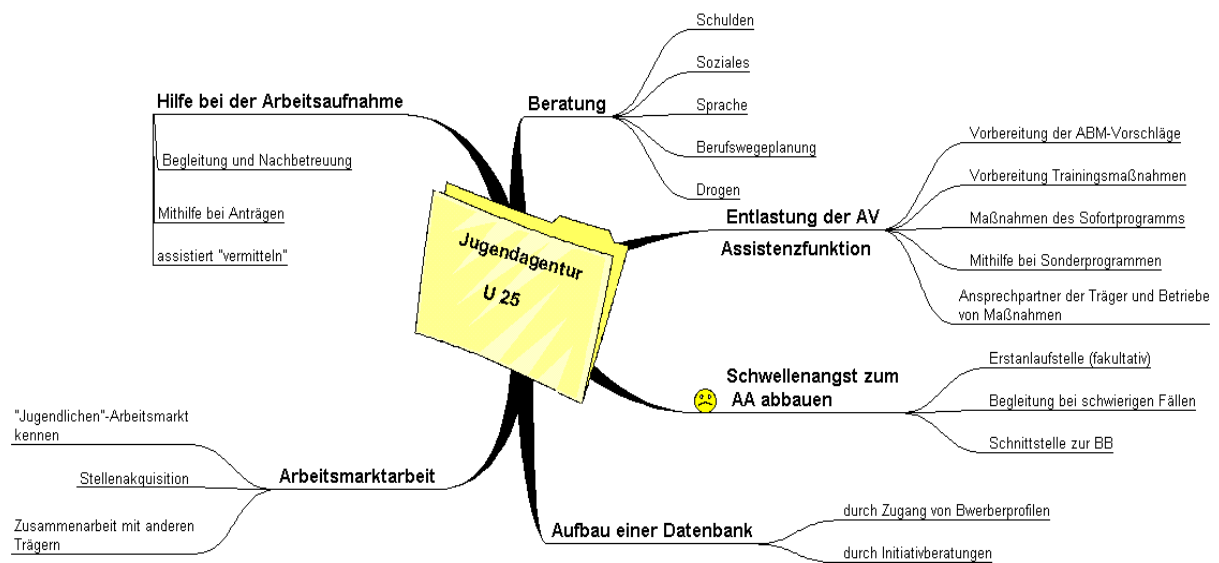 Jugendagentur
U 25
Beratung
Schulden
Soziales
Sprache
Berufswegeplanung
Drogen
Entlastung der AV
Assistenzfunktion
Vorbereitung der ABM-Vorschläge
Vorbereitung Trainingsmaßnahmen
Maßnahmen des Sofortprogramms
Mithilfe bei Sonderprogrammen
Ansprechpartner der Träger und Betriebe
von Maßnahmen
Schwellenangst zum
AA abbauen
Erstanlaufstelle (fakultativ)
Begleitung bei schwierigen Fällen
Schnittstelle zur BB
Aufbau einer Datenbank
durch Zugang von Bwerberprofilen
durch Initiativberatungen
Arbeitsmarktarbeit
"Jugendlichen"-Arbeitsmarkt
kennen
Stellenakquisition
Zusammenarbeit mit anderen
Trägern
Hilfe bei der Arbeitsaufnahme
Begleitung und Nachbetreuung
Mithilfe bei Anträgen
assistiert "vermitteln"